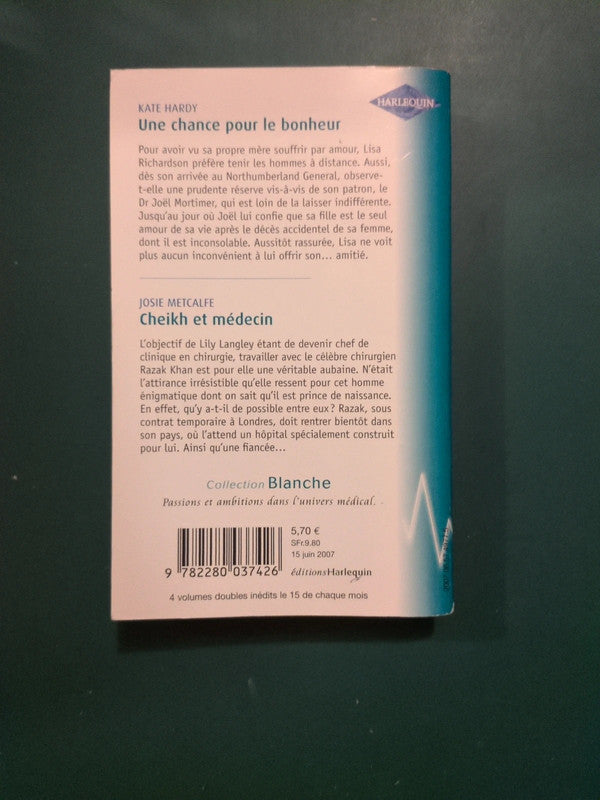 HARLEQUIN
KATE HARDY
Une chance pour le bonheur
Pour avoir vu sa propre mère souffrir par amour, Lisa
Richardson préfère tenir les hommes à distance. Aussi,
dès son arrivée au Northumberland General, observe-
t-elle une prudente réserve vis-à-vis de son patron, le
Dr Joël Mortimer, qui est loin de la laisser indifférente.
Jusqu'au jour où Joël lui confie que sa fille est le seul
amour de sa vie après le décès accidentel de sa femme,
dont il est inconsolable. Aussitôt rassurée, Lisa ne voit
plus aucun inconvénient à lui offrir son... amitié.
JOSIE METCALFE
Cheikh et médecin
L'objectif de Lily Langley étant de devenir chef de
clinique en chirurgie, travailler avec le célèbre chirurgien
Razak Khan est pour elle une véritable aubaine. N'était
l'attirance irrésistible qu'elle ressent pour cet homme
énigmatique dont on sait qu'il est prince de naissance.
En effet, qu'y a-t-il de possible entre eux ? Razak, sous
contrat temporaire à Londres, doit rentrer bientôt dans
son pays, où l'attend un hôpital spécialement construit
pour lui. Ainsi qu'une fiancée...
Collection Blanche
Passions et ambitions dans l'univers médical.
5,70 €
SFr.9.80
15 juin 2007
éditionsHarlequin
9 782280 037426
4 volumes doubles inédits le 15 de chaque mois